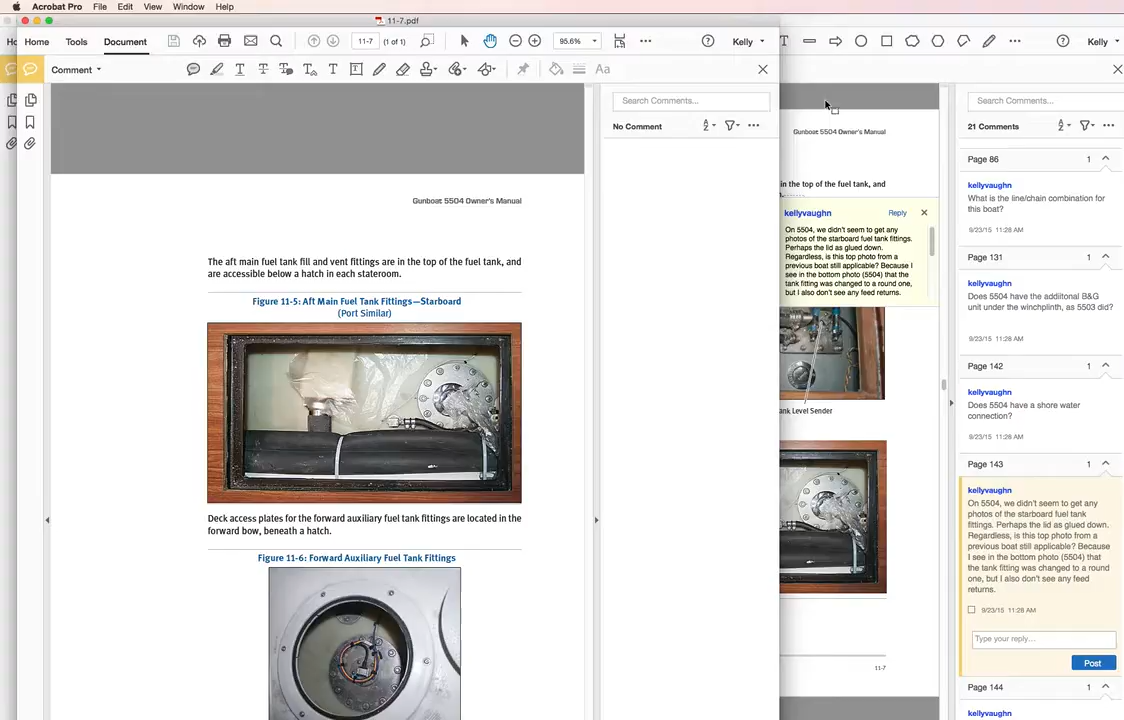 Acrobat Pro File Edit View Window Help
11-7.pdf
Home Tools Document 11-7 (1 of 1) 95.6% Kelly
Kelly
Comment
Aa
Search Comments...
No Comment
A Z
Gunboat 5504 Owner's Manual
The aft main fuel tank fill and vent fittings are in the top of the fuel tank, and
are accessible below a hatch in each stateroom.
Figure 11-5: Aft Main Fuel Tank Fittings—Starboard
(Port Similar)
Deck access plates for the forward auxiliary fuel tank fittings are located in the
forward bow, beneath a hatch.
Figure 11-6: Forward Auxiliary Fuel Tank Fittings
Gunboat 5504 Owner's Manual
in the top of the fuel tank, and
kellyvaughn Reply
On 5504, we didn't seem to get any
photos of the starboard fuel tank fittings.
Perhaps the lid as glued down.
Regardless, is this top photo from a
previous boat still applicable? Because I
see in the bottom photo (5504) that the
tank fitting was changed to a round one,
but I also don't see any feed returns.
ank Level Sender
11-7
Search Comments...
21 Comments
A Z
Page 86 1
kellyvaughn
What is the line/chain combination for
this boat?
9/23/15 11:28 AM
Page 131 1
kellyvaughn
Does 5504 have the addiitonal B&G
unit under the winchplinth, as 5503 did?
9/23/15 11:28 AM
Page 142 1
kellyvaughn
Does 5504 have a shore water
connection?
9/23/15 11:28 AM
Page 143 1
kellyvaughn
On 5504, we didn't seem to get any
photos of the starboard fuel tank
fittings. Perhaps the lid as glued down.
Regardless, is this top photo from a
previous boat still applicable? Because
I see in the bottom photo (5504) that
the tank fitting was changed to a round
one, but I also don't see any feed
returns.
9/23/15 11:28 AM
Type your reply...
Post
Page 144 1
kellyvaughn